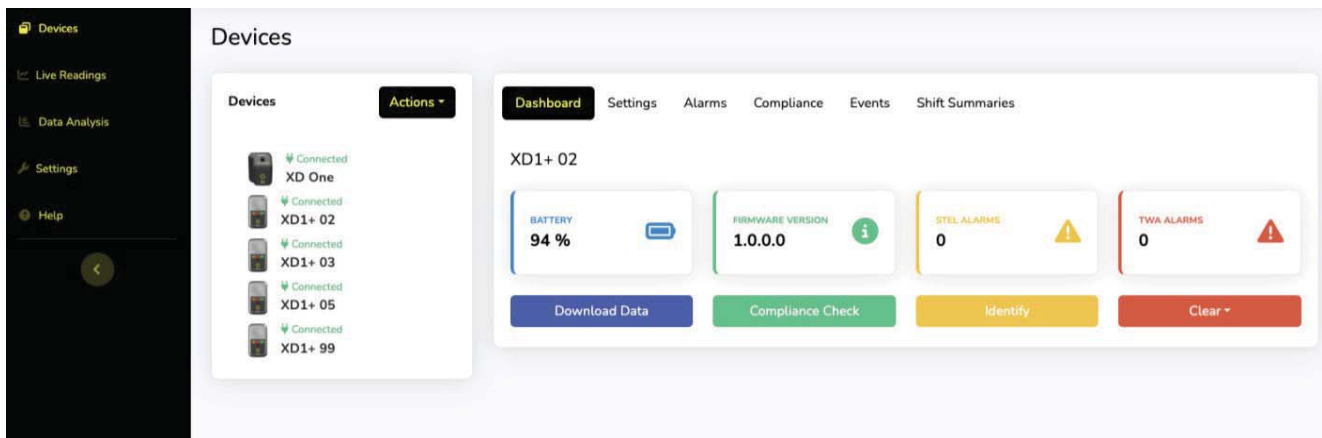 Devices
Live Readings
Data Analysis
Settings
Help
Devices
Devices
Actions
Connected
XD One
Connected
XD1+ 02
Connected
XD1+ 03
Connected
XD1+ 05
Connected
XD1+ 99
Dashboard Settings Alarms Compliance Events Shift Summaries
XD1+ 02
BATTERY
94 %
FIRMWARE VERSION
1.0.0.0
STEL ALARMS
0
TWA ALARMS
0
Download Data
Compliance Check
Identify
Clear